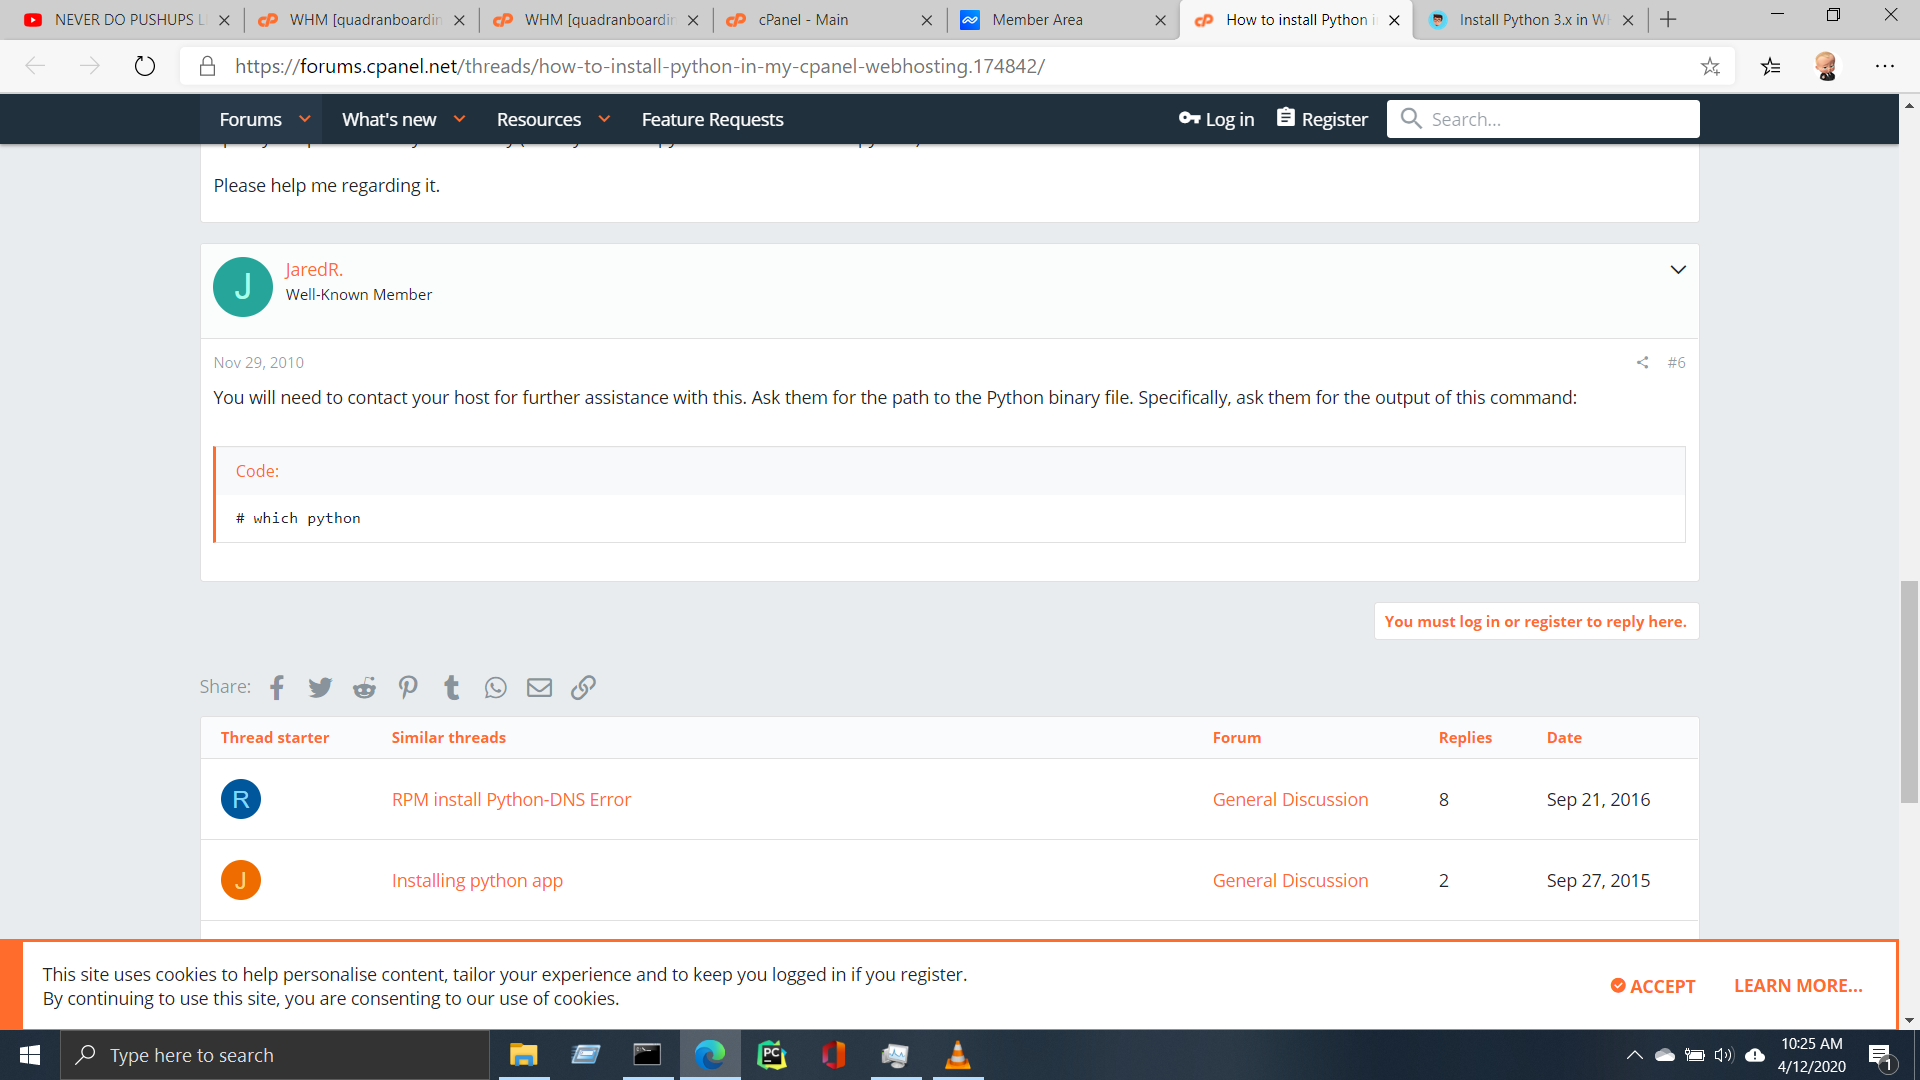 NEVER DO PUSHUPS L
WHM [quadranboardin
WHM [quadranboardin
cPanel - Main
Member Area
How to install Python i
Install Python 3.x in WH
https://forums.cpanel.net/threads/how-to-install-python-in-my-cpanel-webhosting.174842/
Forums
What's new
Resources
Feature Requests
Log in
Register
Search...
Please help me regarding it.
J
JaredR.
Well-Known Member
Nov 29, 2010
#6
You will need to contact your host for further assistance with this. Ask them for the path to the Python binary file. Specifically, ask them for the output of this command:
Code:
# which python
You must log in or register to reply here.
Share:
Thread starter
Similar threads
Forum
Replies
Date
R
RPM install Python-DNS Error
General Discussion
8
Sep 21, 2016
J
Installing python app
General Discussion
2
Sep 27, 2015
This site uses cookies to help personalise content, tailor your experience and to keep you logged in if you register.
By continuing to use this site, you are consenting to our use of cookies.
ACCEPT
LEARN MORE...
Type here to search
PC
10:25 AM
4/12/2020
1